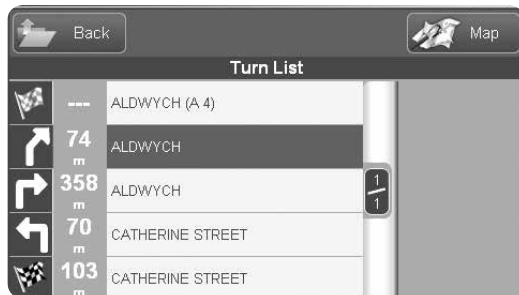 Back
Map
Turn List
--- ALDWYCH (A 4)
74 m ALDWYCH
358 m ALDWYCH
70 m CATHERINE STREET
103 m CATHERINE STREET
1/1